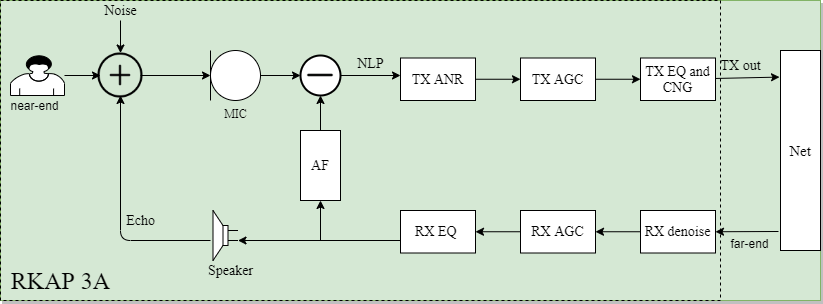 Noise
near-end
MIC
NLP
TX ANR
TX AGC
TX EQ and
CNG
TX out
Net
AF
Echo
Speaker
RX EQ
RX AGC
RX denoise
far-end
RKAP 3A